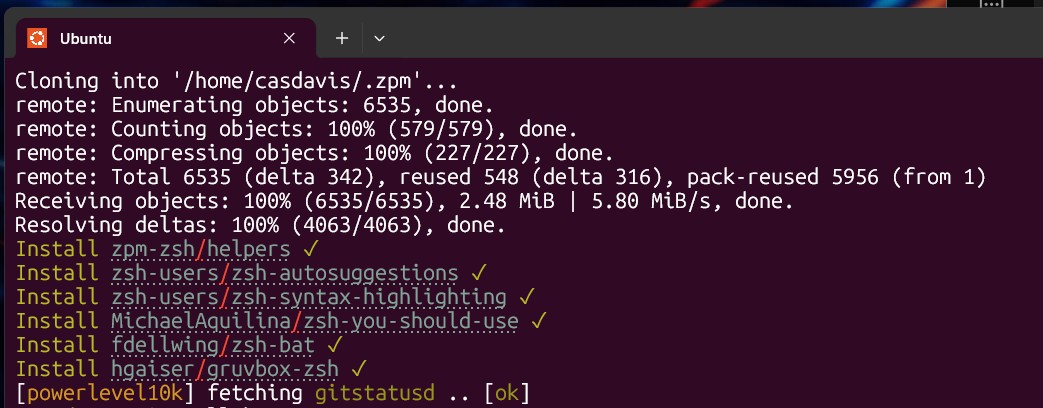 Ubuntu
Cloning into '/home/casdavis/.zpm'...
remote: Enumerating objects: 6535, done.
remote: Counting objects: 100% (579/579), done.
remote: Compressing objects: 100% (227/227), done.
remote: Total 6535 (delta 342), reused 548 (delta 316), pack-reused 5956 (from 1)
Receiving objects: 100% (6535/6535), 2.48 MiB | 5.80 MiB/s, done.
Resolving deltas: 100% (4063/4063), done.
Install zpm-zsh/helpers ✓
Install zsh-users/zsh-autosuggestions ✓
Install zsh-users/zsh-syntax-highlighting ✓
Install MichaelAquilina/zsh-you-should-use ✓
Install fdellwing/zsh-bat ✓
Install hgaiser/gruvbox-zsh ✓
[powerlevel10k] fetching gitstatusd .. [ok]